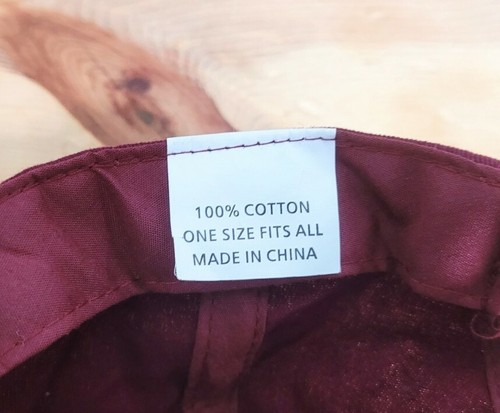 100% COTTON
ONE SIZE FITS ALL
MADE IN CHINA